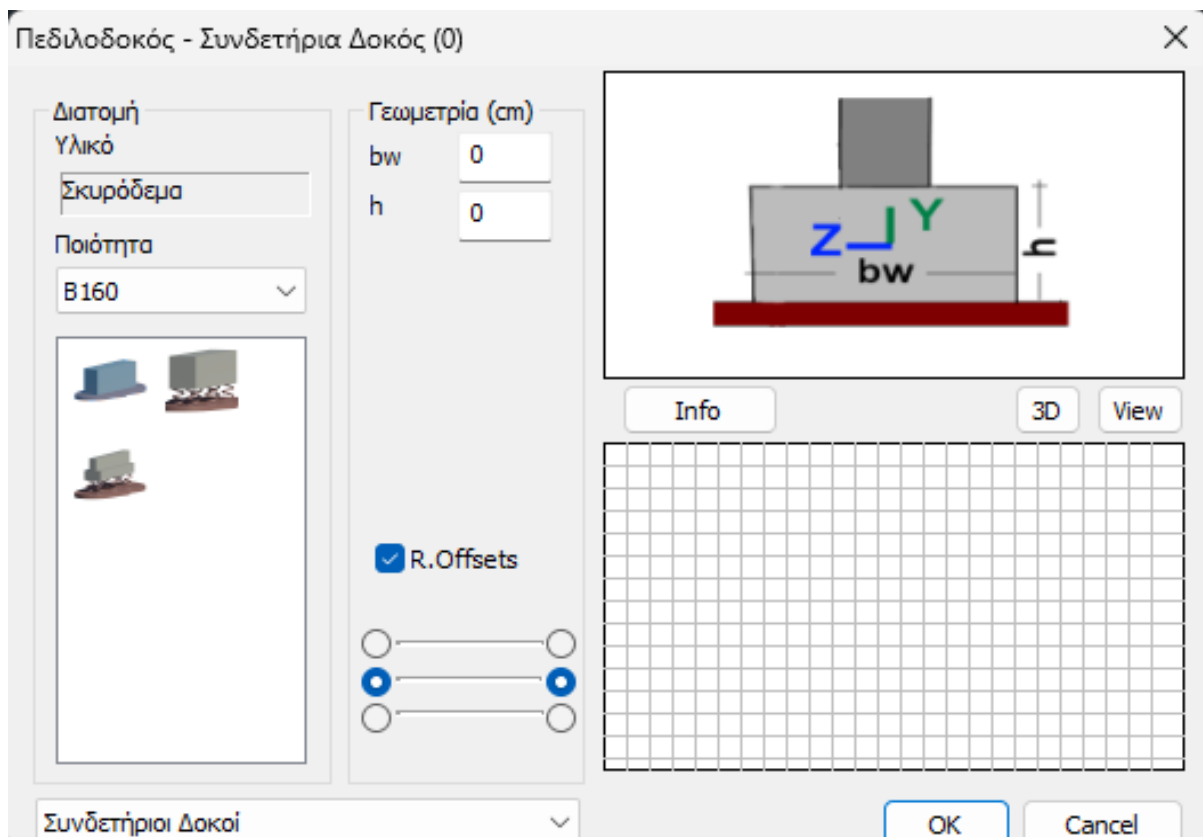 Πεδιλοδοκός - Συνδετήρια Δοκός (0)
Διατομή
Υλικό
Σκυρόδεμα
Ποιότητα
B160
Γεωμετρία (cm)
bw 0
h 0
R.Offsets
Z Y
bw
h
Info
3D
View
Συνδετήριοι Δοκοί
OK
Cancel